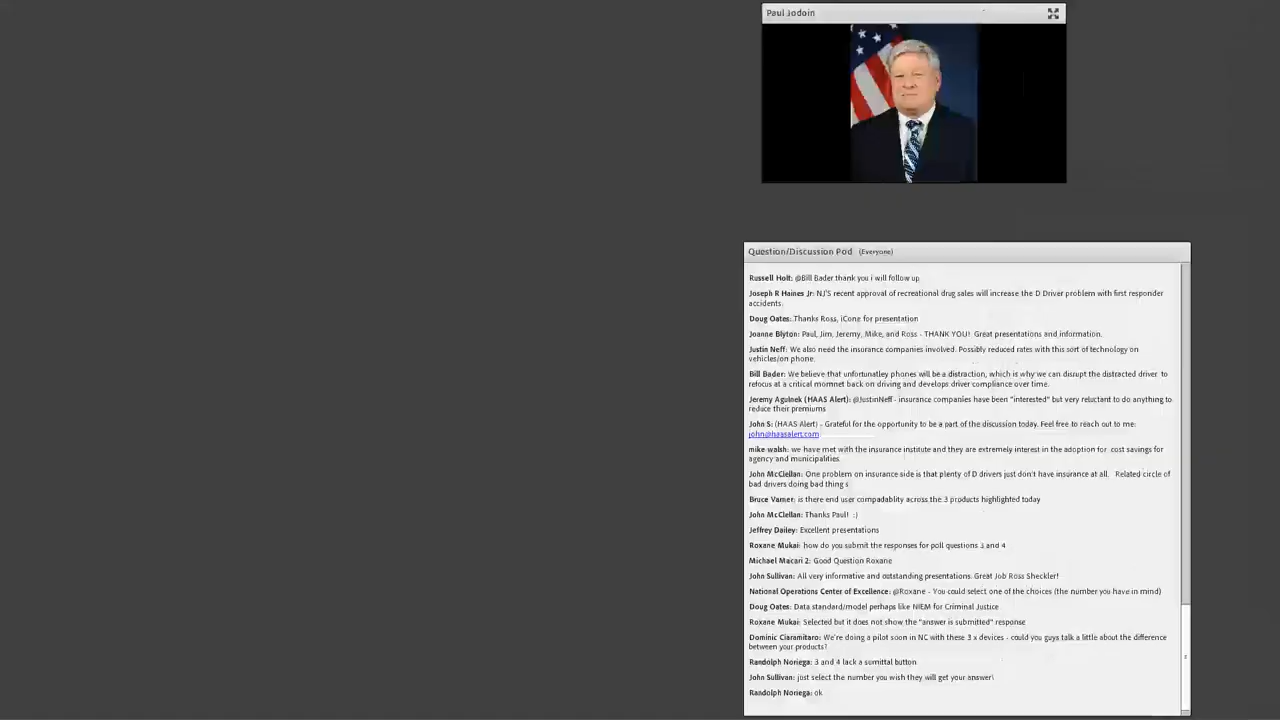 Paul Jodoin
Question/Discussion Pod (Everyone)
Russell Holt: @Bill Bader thank you i will follow up
Joseph R Haines Jr: NJ'S recent approval of recreational drug sales will increase the D Driver problem with first responder
accidents.
Doug Oates: Thanks Ross, iCone for presentation
Joanne Blyton: Paul, Jim, Jeremy, Mike, and Ross - THANK YOU! Great presentations and information.
Justin Neff: We also need the insurance companies involved. Possibly reduced rates with this sort of technology on
vehicles/on phone.
Bill Bader: We believe that unfortunatley phones will be a distraction, which is why we can disrupt the distracted driver to
refocus at a critical mornnet back on driving and develops driver compliance over time.
Jeremy Agulnek (HAAS Alert): @JustinNeff - insurance companies have been "interested" but very reluctant to do anything to
reduce their premiums
John S: (HAAS Alert) - Grateful for the opportunity to be a part of the discussion today. Feel free to reach out to me:
john@haasalert.com
mike walsh: we have met with the insurance institute and they are extremely interest in the adoption for cost savings for
agency and municipalities.
John McClellan: One problem on insurance side is that plenty of D drivers just don't have insurance at all. Related circle of
bad drivers doing bad thing s
Bruce Varner: is there end user compadablity across the 3 products highlighted today
John McClellan: Thanks Paul! :)
Jeffrey Dailey: Excellent presentations
Roxane Mukai: how do you submit the responses for poll questions 3 and 4
Michael Macari 2: Good Question Roxane
John Sullivan: All very informative and outstanding presentations. Great Job Ross Sheckler!
National Operations Center of Excellence: @Roxane - You could select one of the choices (the number you have in mind)
Doug Oates: Data standard/model perhaps like NIEM for Criminal Justice
Roxane Mukai: Selected but it does not show the "answer is submitted" response
Dominic Ciaramitaro: We're doing a pilot soon in NC with these 3 x devices - could you guys talk a little about the difference
between your products?
Randolph Noriega: 3 and 4 lack a sumittal button
John Sullivan: just select the number you wish they will get your answer\
Randolph Noriega: ok